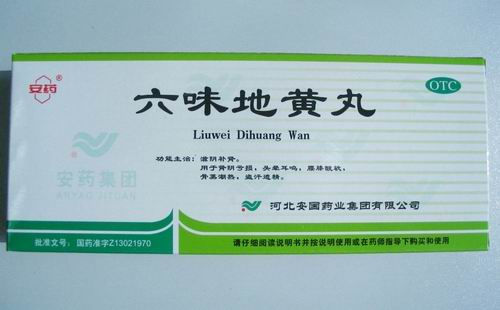 安药®
OTC
六味地黄丸
Liuwei Dihuang Wan
功能主治：滋阴补肾。
用于肾阴亏损，头晕耳鸣，腰膝酸软，
骨蒸潮热，盗汗遗精。
安药集团
ANYAO JITUAN
河北安国药业集团有限公司
批准文号：国药准字Z13021970
请仔细阅读说明书并按说明使用或在药师指导下购买和使用